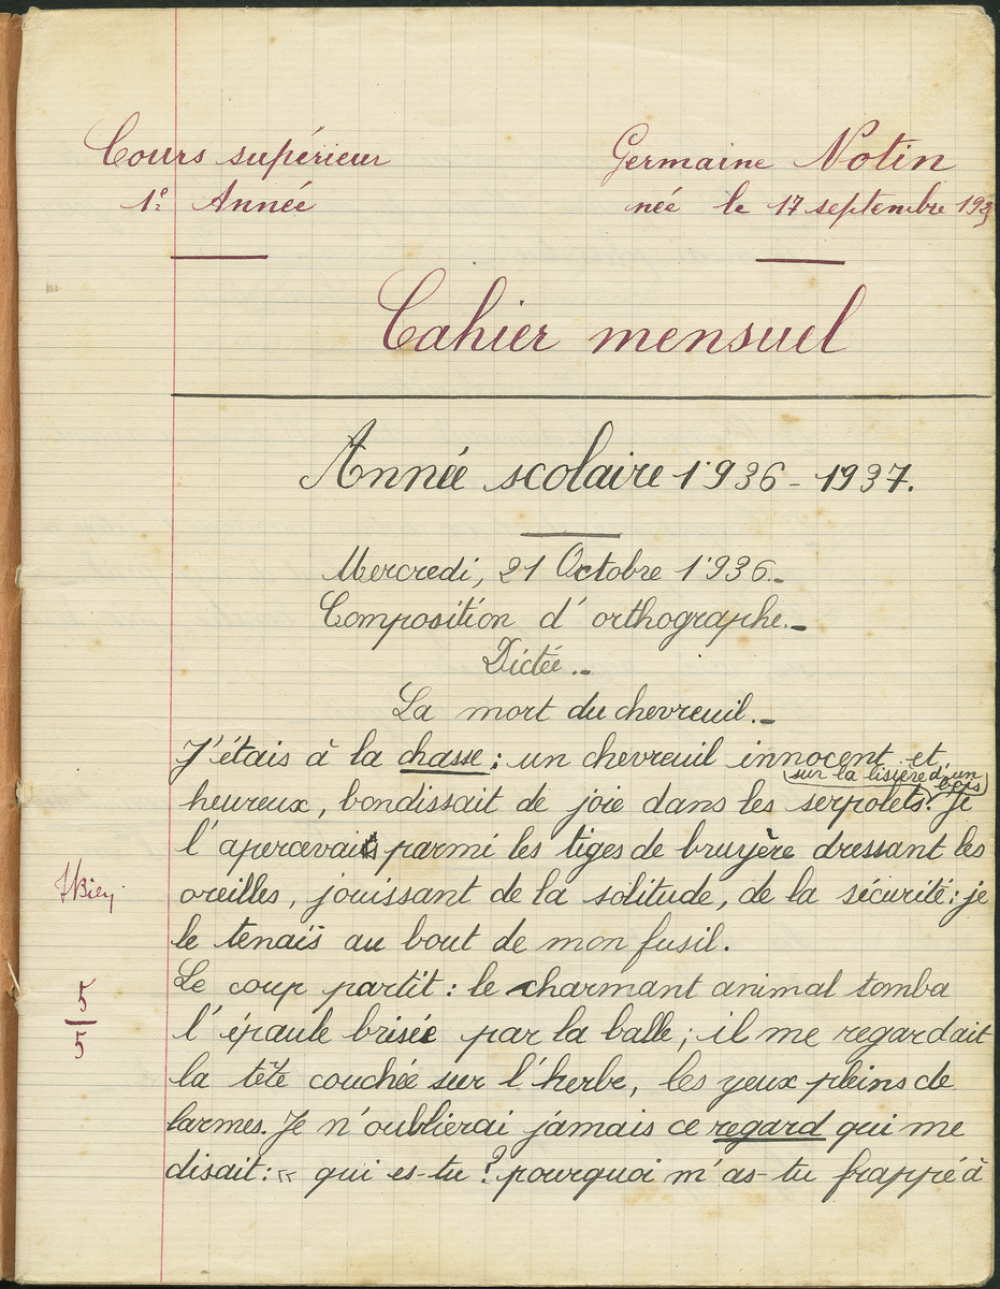 Cours supérieur
1º Année
Germaine Notin
née le 17 septembre 192
Cahier mensuel
Année scolaire 1936-1937.
Mercredi, 21 Octobre 1936.-
Composition d'orthographe.-
Dictée.-
La mort du chevreuil.-
J'étais à la chasse ; un chevreuil innocent et
(sur la lisière d'un bois)
heureux, bondissait de joie dans les serpolets. Je
l'apercevais parmi les tiges de bruyère dressant les
oreilles, jouissant de la solitude, de la sécurité : je
le tenais au bout de mon fusil.
Le coup partit : le charmant animal tomba
l'épaule brisée par la balle ; il me regardait
la tête couchée sur l'herbe, les yeux pleins de
larmes. Je n'oublierai jamais ce regard qui me
disait : « qui es-tu ? pourquoi m'as-tu frappé à
TBien
5
5